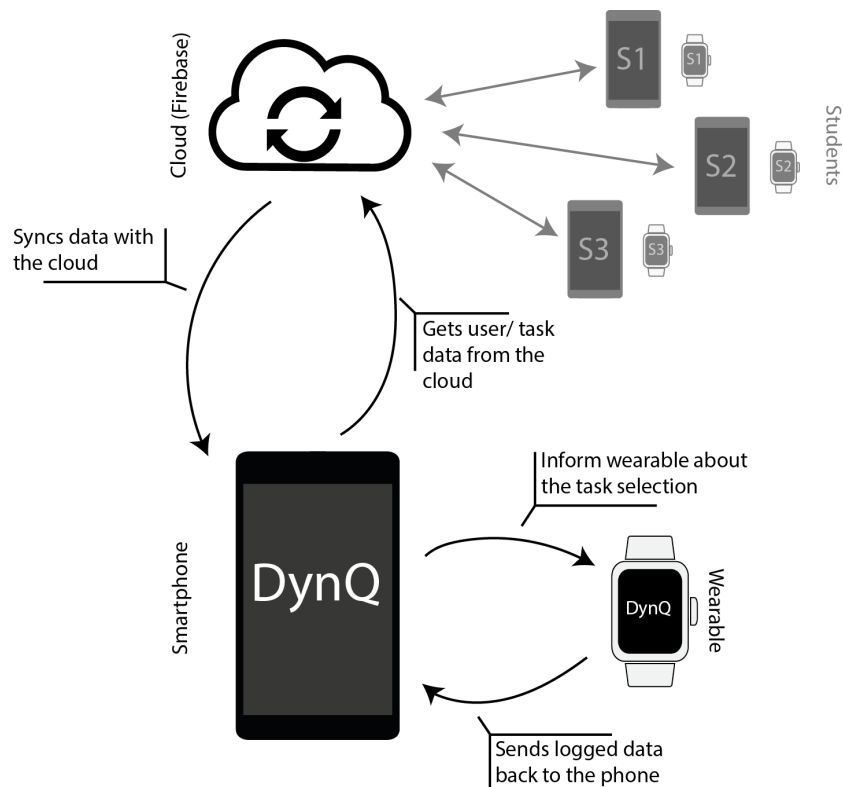 Cloud (Firebase)
S1
S1
S2
S2
S3
S3
Students
Syncs data with
the cloud
Gets user/ task
data from the
cloud
Inform wearable about
the task selection
Smartphone
DynQ
DynQ
Wearable
Sends logged data
back to the phone